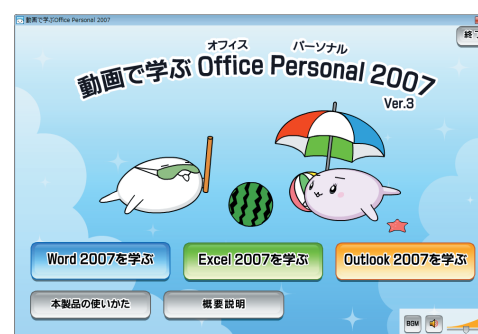 動画で学ぶOffice Personal 2007
終了
オフィス パーソナル
動画で学ぶ Office Personal 2007
Ver.3
Word 2007を学ぶ Excel 2007を学ぶ Outlook 2007を学ぶ
本製品の使いかた 概要説明
BGM